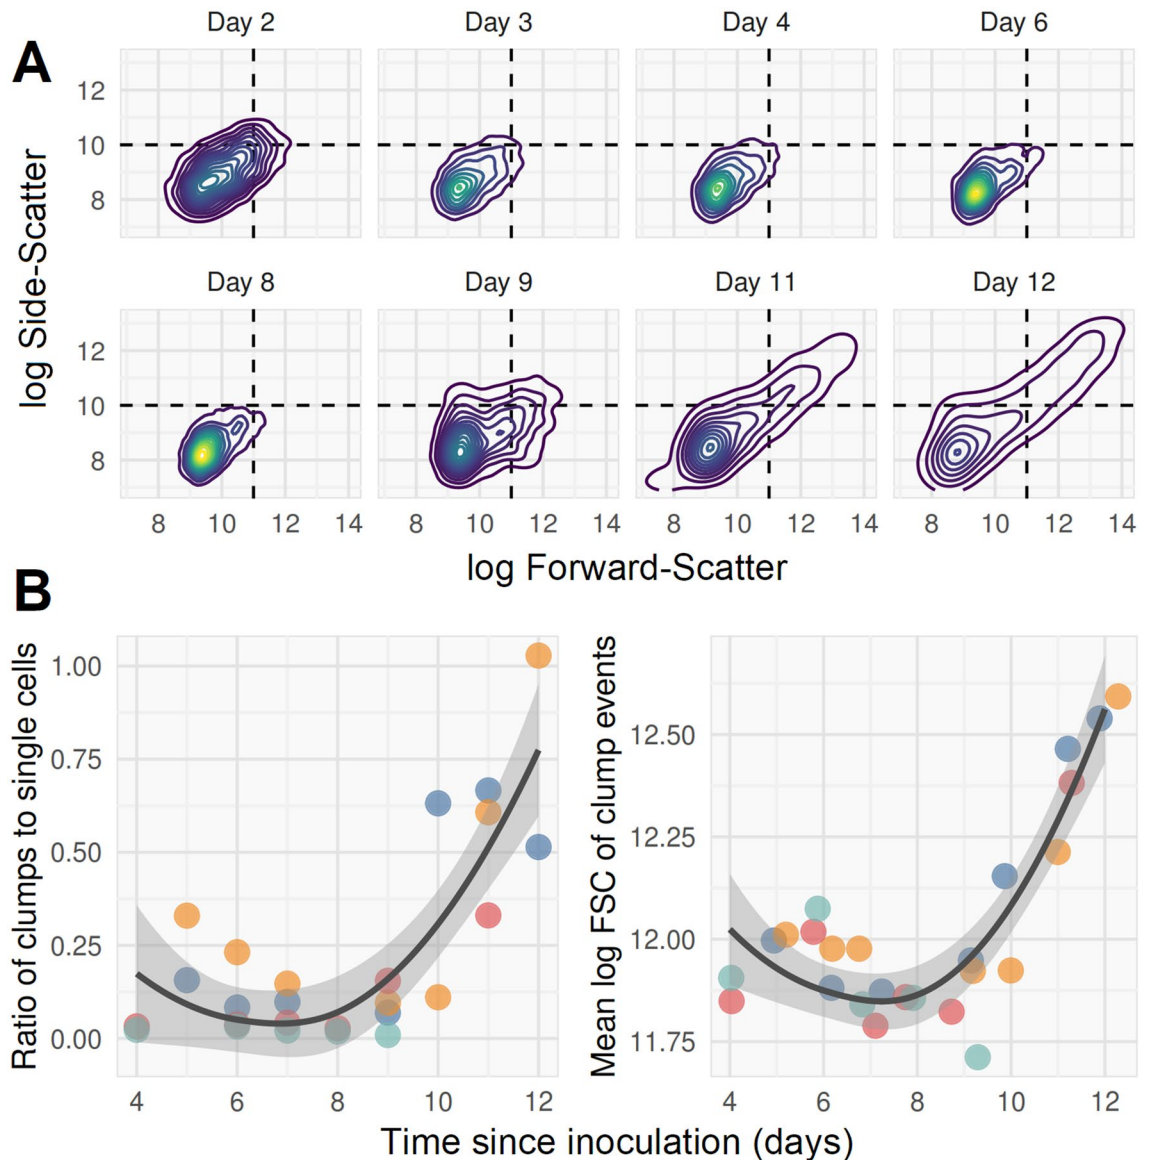 A
Day 2 Day 3 Day 4 Day 6
12
10
8
Day 8 Day 9 Day 11 Day 12
12
10
8
8 10 12 14 8 10 12 14 8 10 12 14 8 10 12 14
log Side-Scatter
log Forward-Scatter
B
Ratio of clumps to single cells
1.00
0.75
0.50
0.25
0.00
4 6 8 10 12
Mean log FSC of clump events
12.50
12.25
12.00
11.75
4 6 8 10 12
Time since inoculation (days)